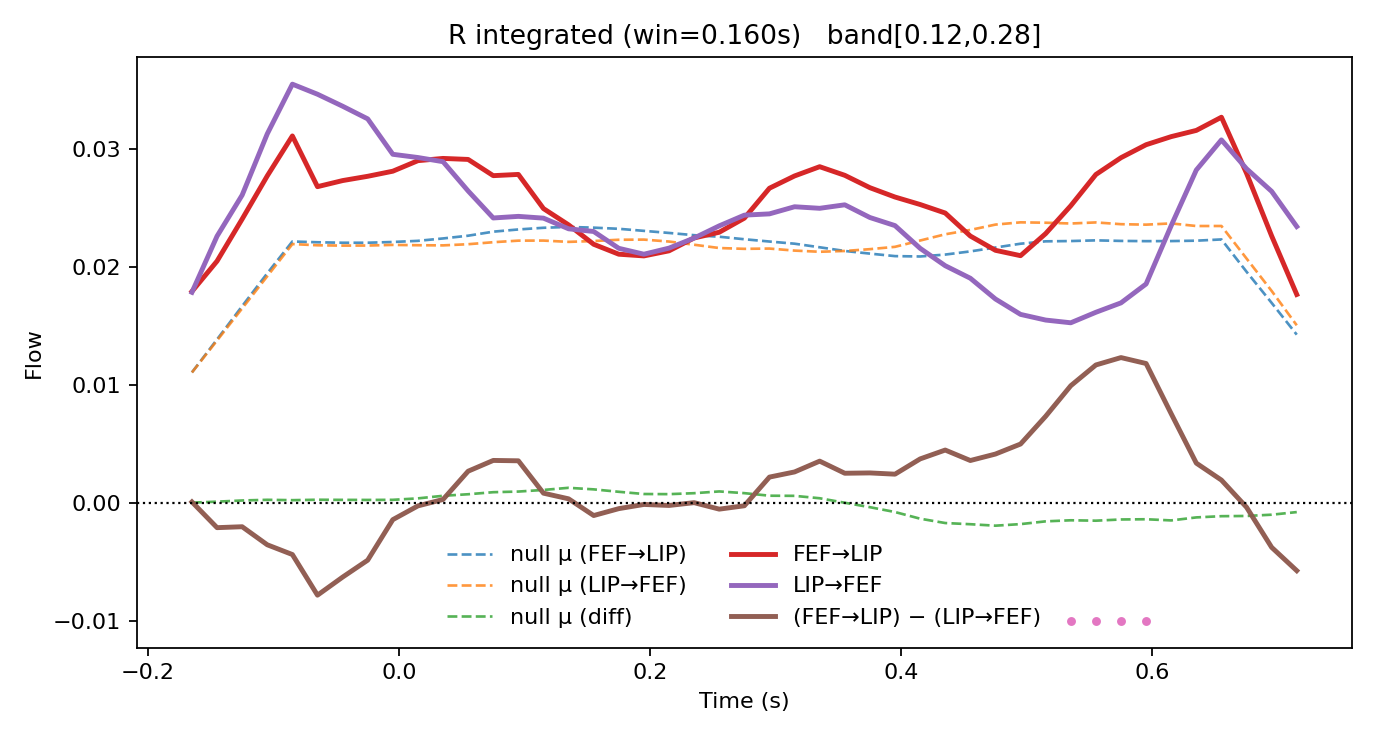 R integrated (win=0.160s)   band[0.12,0.28]
Flow
0.03
0.02
0.01
0.00
−0.01
null μ (FEF→LIP)
null μ (LIP→FEF)
null μ (diff)
FEF→LIP
LIP→FEF
(FEF→LIP) − (LIP→FEF)
−0.2 0.0 0.2 0.4 0.6
Time (s)